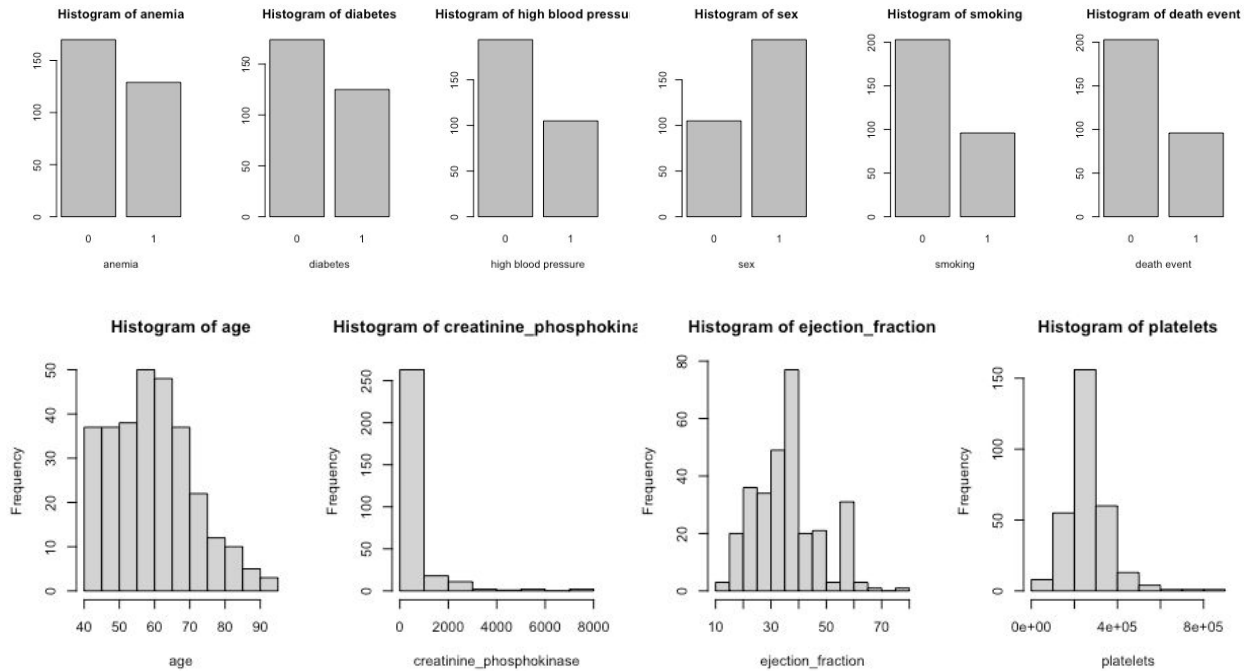 Histogram of anemia
150
100
50
0
0 1
anemia
Histogram of diabetes
150
100
50
0
0 1
diabetes
Histogram of high blood pressu
150
100
50
0
0 1
high blood pressure
Histogram of sex
150
100
50
0
0 1
sex
Histogram of smoking
200
150
100
50
0
0 1
smoking
Histogram of death event
200
150
100
50
0
0 1
death event
Histogram of age
Frequency
50
40
30
20
10
0
40 50 60 70 80 90
age
Histogram of creatinine_phosphokina
Frequency
250
200
150
100
50
0
0 2000 4000 6000 8000
creatinine_phosphokinase
Histogram of ejection_fraction
Frequency
80
60
40
20
0
10 30 50 70
ejection_fraction
Histogram of platelets
Frequency
150
100
50
0
0e+00 4e+05 8e+05
platelets